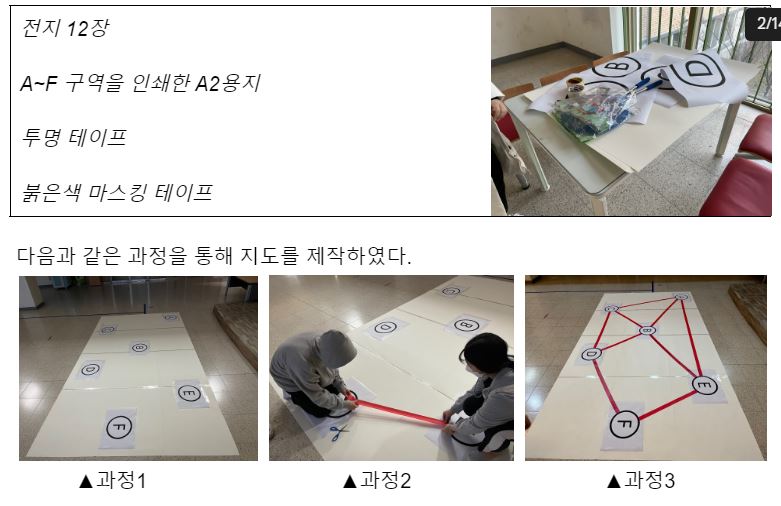 전지 12장
2/14
A~F 구역을 인쇄한 A2용지
투명 테이프
붉은색 마스킹 테이프
B
D
다음과 같은 과정을 통해 지도를 제작하였다.
A
C
B
D
E
F
C
D
B
A
C
B
D
E
F
▲과정1
▲과정2
▲과정3